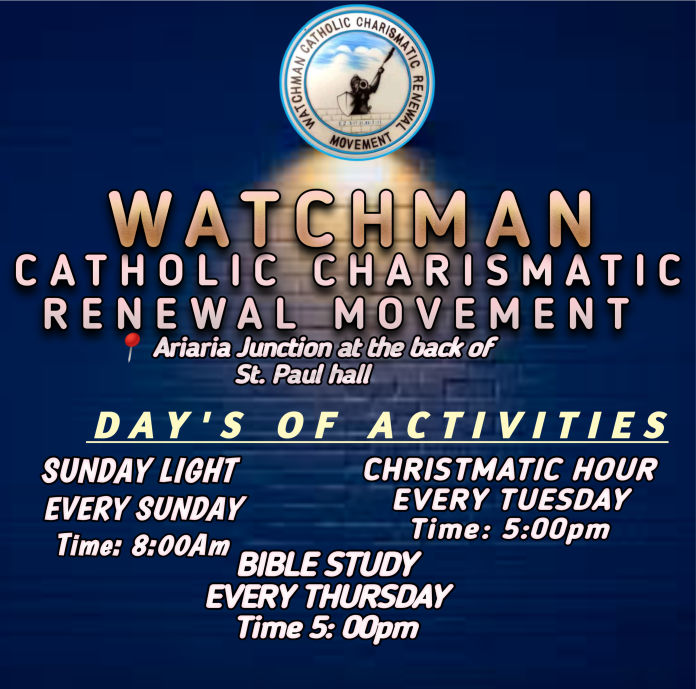 WATCHMAN CATHOLIC CHARISMATIC RENEWAL
MOVEMENT
WATCHMAN
CATHOLIC CHARISMATIC
RENEWAL MOVEMENT
Ariaria Junction at the back of
St. Paul hall
DAY'S OF ACTIVITIES
SUNDAY LIGHT
EVERY SUNDAY
Time: 8:00Am
CHRISTMATIC HOUR
EVERY TUESDAY
Time: 5:00pm
BIBLE STUDY
EVERY THURSDAY
Time 5: 00pm